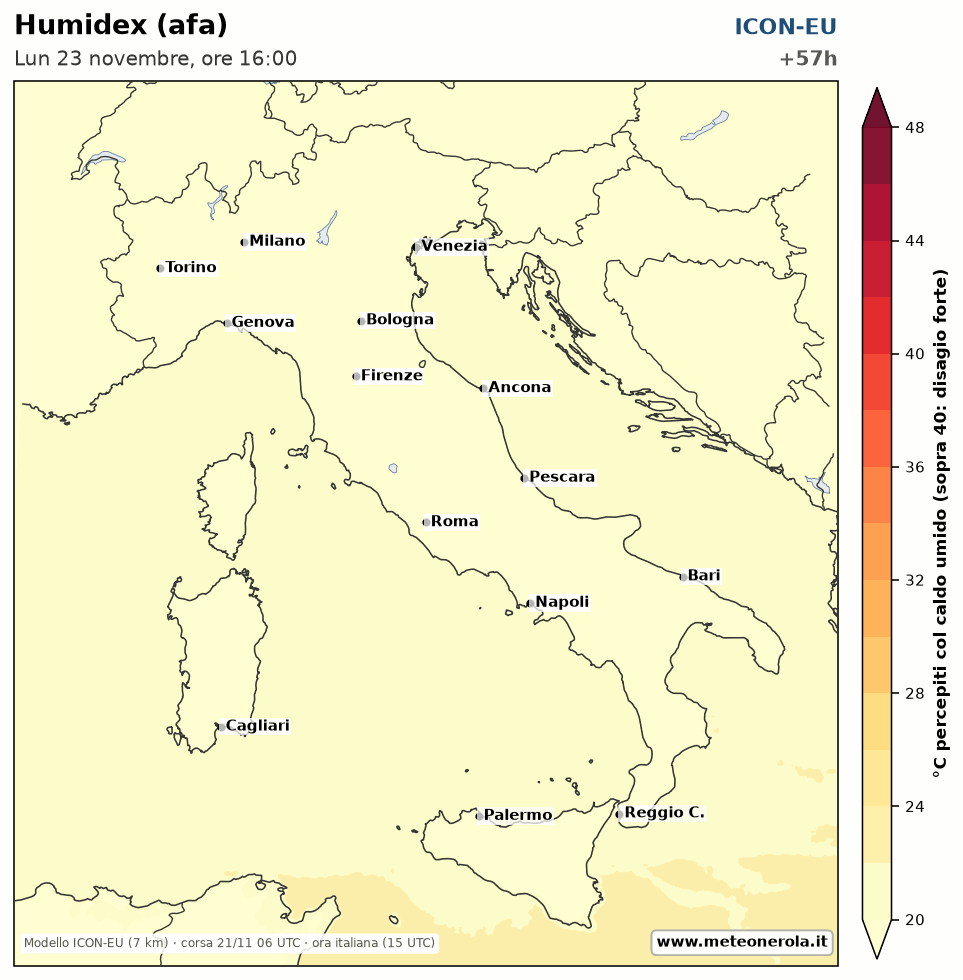 Humidex (afa)
ICON-EU
Lun 23 novembre, ore 16:00
+57h
48
44
40
36
32
28
24
20
°C percepiti col caldo umido (sopra 40: disagio forte)
Milano
Venezia
Torino
Genova
Bologna
Firenze
Ancona
Pescara
Roma
Bari
Napoli
Cagliari
Palermo
Reggio C.
Modello ICON-EU (7 km) · corsa 21/11 06 UTC · ora italiana (15 UTC)
www.meteonerola.it